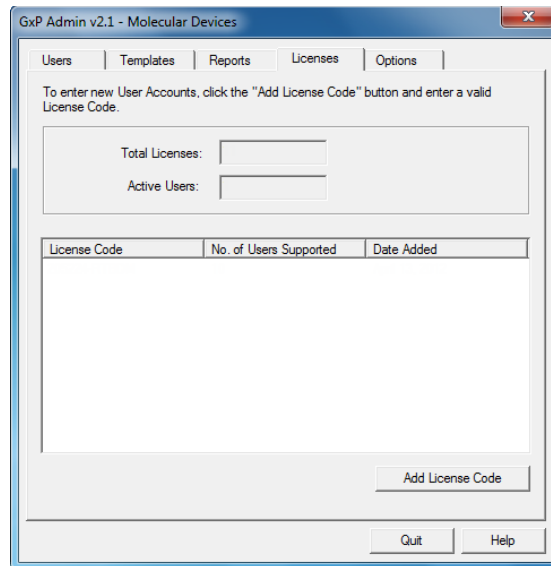 GxP Admin v2.1 - Molecular Devices
Users Templates Reports Licenses Options
To enter new User Accounts, click the "Add License Code" button and enter a valid
License Code.
Total Licenses:
Active Users:
License Code No. of Users Supported Date Added
Add License Code
Quit Help